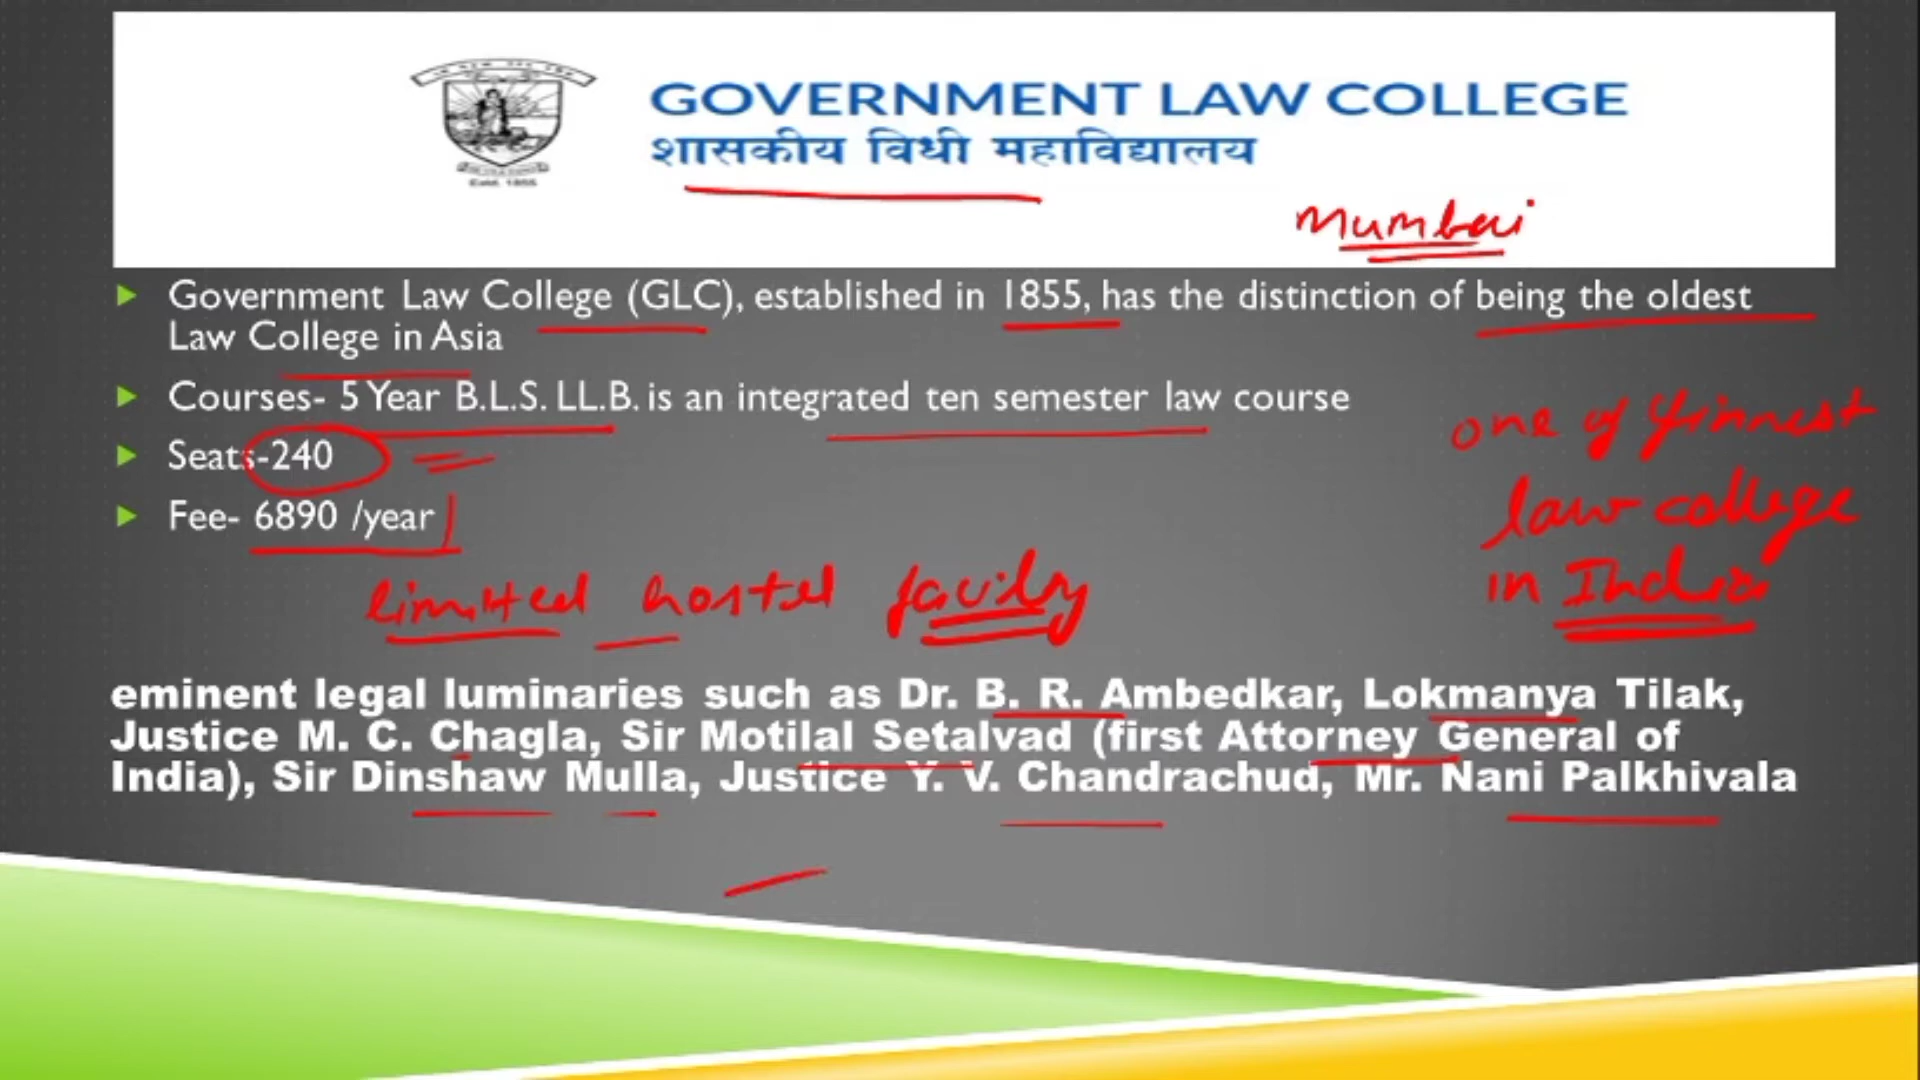 GOVERNMENT LAW COLLEGE
शासकीय विधी महाविद्यालय
Estd. 1855
Mumbai
Government Law College (GLC), established in 1855, has the distinction of being the oldest
Law College in Asia
Courses- 5 Year B.L.S. LL.B. is an integrated ten semester law course
Seats-240
Fee- 6890 /year
one of finnest
law college
in India
limited hostel facility
eminent legal luminaries such as Dr. B. R. Ambedkar, Lokmanya Tilak,
Justice M. C. Chagla, Sir Motilal Setalvad (first Attorney General of
India), Sir Dinshaw Mulla, Justice Y. V. Chandrachud, Mr. Nani Palkhivala